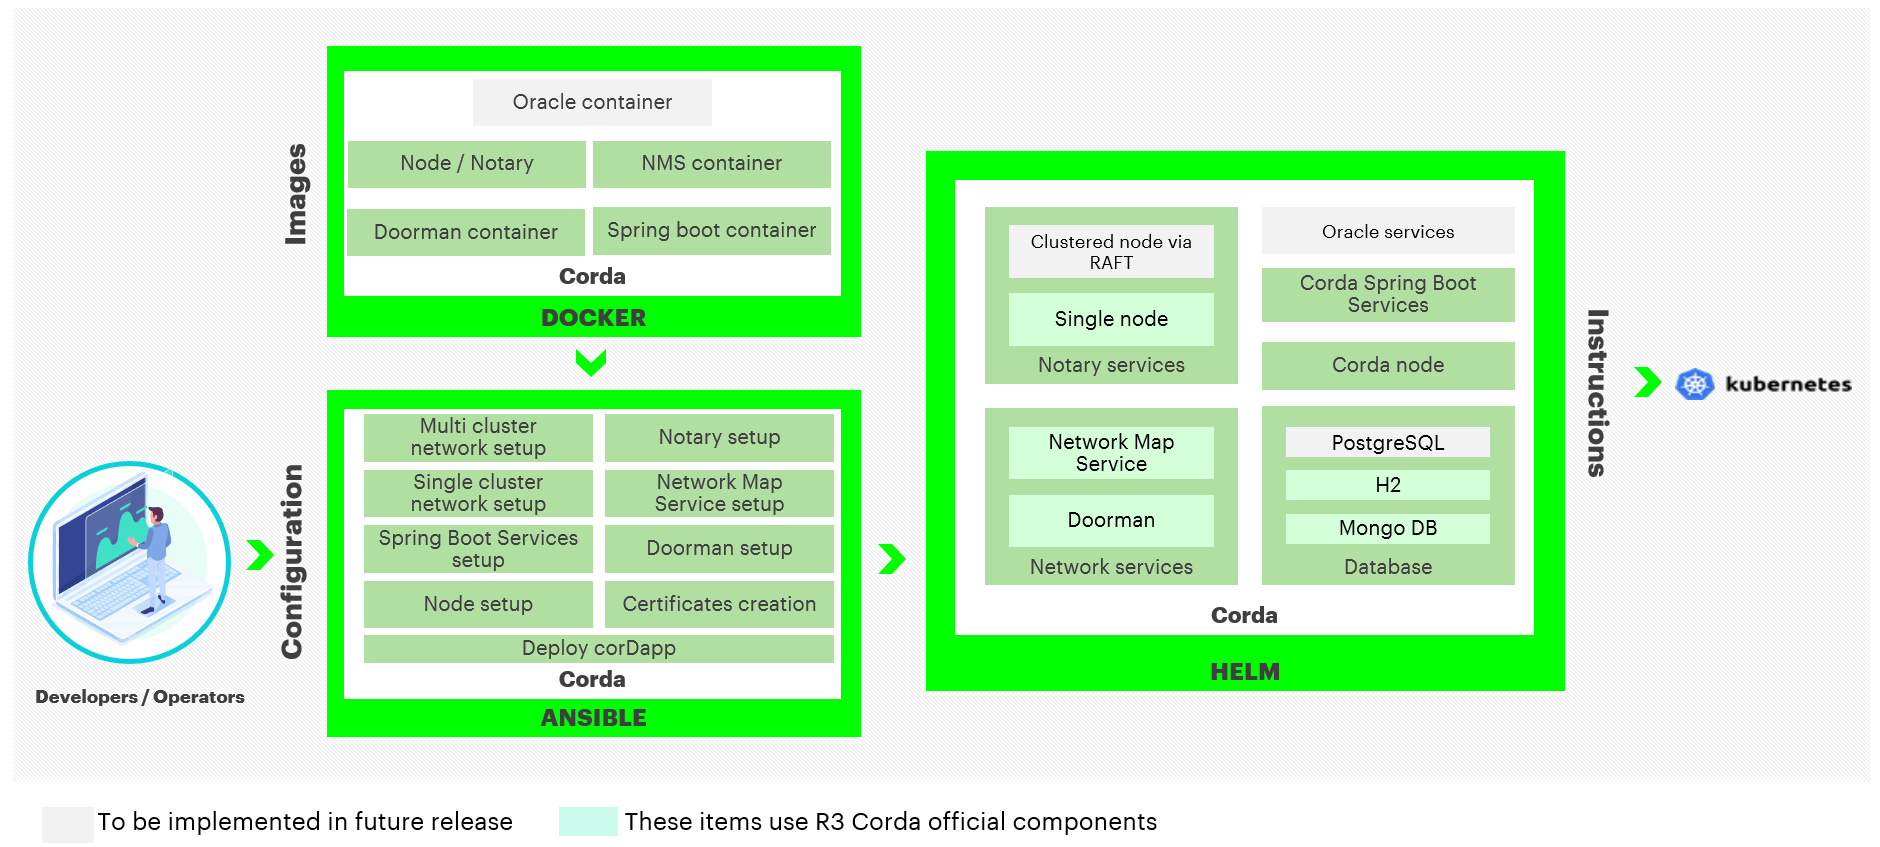 Images
Oracle container
Node / Notary
NMS container
Doorman container
Spring boot container
Corda
DOCKER
Developers / Operators
Configuration
Multi cluster
network setup
Notary setup
Single cluster
network setup
Network Map
Service setup
Spring Boot Services
setup
Doorman setup
Node setup
Certificates creation
Deploy corDapp
Corda
ANSIBLE
Clustered node via
RAFT
Single node
Notary services
Oracle services
Corda Spring Boot
Services
Corda node
Network Map
Service
Doorman
Network services
PostgreSQL
H2
Mongo DB
Database
Corda
HELM
Instructions
kubernetes
To be implemented in future release
These items use R3 Corda official components